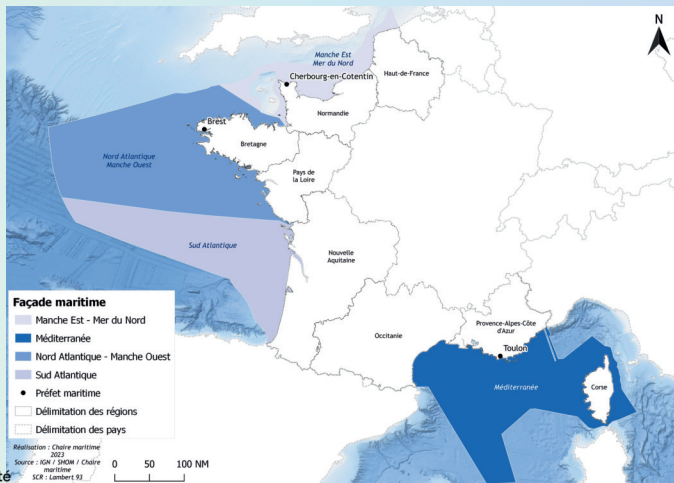 N
Manche Est
Mer du Nord
Cherbourg-en-Cotentin
Haut-de-France
Normandie
Brest
Bretagne
Nord Atlantique
Manche Ouest
Pays de
la Loire
Sud Atlantique
Nouvelle
Aquitaine
Occitanie
Provence-Alpes-Côte
d'Azur
Toulon
Méditerranée
Corse
Façade maritime
Manche Est - Mer du Nord
Méditerranée
Nord Atlantique - Manche Ouest
Sud Atlantique
Préfet maritime
Délimitation des régions
Délimitation des pays
Réalisation : Chaire maritime
2023
Source : IGN / SHOM / Chaire
maritime
SCR : Lambert 93
té
0 50 100 NM